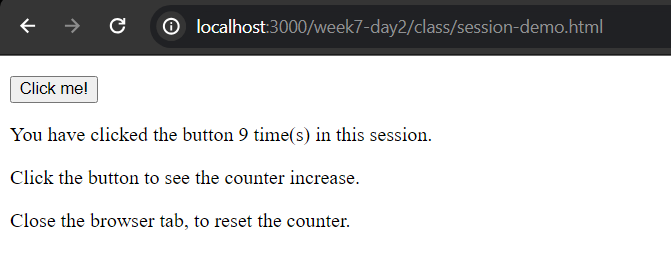 localhost:3000/week7-day2/class/session-demo.html
Click me!
You have clicked the button 9 time(s) in this session.
Click the button to see the counter increase.
Close the browser tab, to reset the counter.